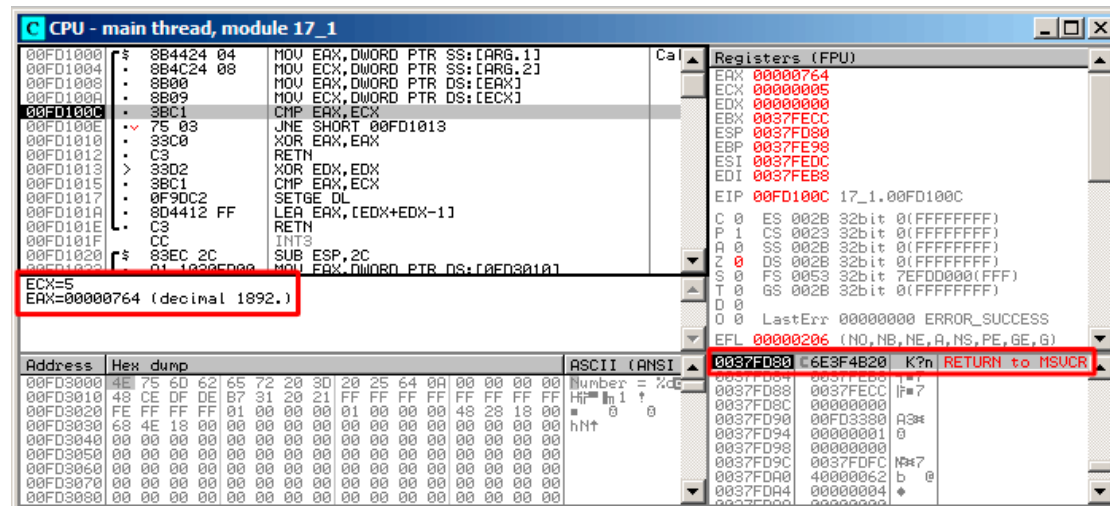 C CPU - main thread, module 17_1
00FD1000 $ 8B4424 04 MOV EAX,DWORD PTR SS:[ARG.1] Cal
00FD1004 . 8B4C24 08 MOV ECX,DWORD PTR SS:[ARG.2]
00FD1008 . 8B00 MOV EAX,DWORD PTR DS:[EAX]
00FD100A . 8B09 MOV ECX,DWORD PTR DS:[ECX]
00FD100C . 3BC1 CMP EAX,ECX
00FD100E . 75 03 JNE SHORT 00FD1013
00FD1010 . 33C0 XOR EAX,EAX
00FD1012 . C3 RETN
00FD1013 > 33D2 XOR EDX,EDX
00FD1015 . 3BC1 CMP EAX,ECX
00FD1017 . 0F9DC2 SETGE DL
00FD101A . 8D4412 FF LEA EAX,[EDX+EDX-1]
00FD101E . C3 RETN
00FD101F CC INT3
00FD1020 $ 83EC 2C SUB ESP,2C
ECX=5
EAX=00000764 (decimal 1892.)
Registers (FPU)
EAX 00000764
ECX 00000005
EDX 00000000
EBX 0037FECC
ESP 0037FD80
EBP 0037FE98
ESI 0037FEDC
EDI 0037FEB8
EIP 00FD100C 17_1.00FD100C
C 0 ES 002B 32bit 0(FFFFFFFF)
P 1 CS 0023 32bit 0(FFFFFFFF)
A 0 SS 002B 32bit 0(FFFFFFFF)
Z 0 DS 002B 32bit 0(FFFFFFFF)
S 0 FS 0053 32bit 7EFDD000(FFF)
T 0 GS 002B 32bit 0(FFFFFFFF)
D 0
O 0 LastErr 00000000 ERROR_SUCCESS
EFL 00000206 (NO,NB,NE,A,NS,PE,GE,G)
Address Hex dump ASCII (ANSI
00FD3000 4E 75 6D 62 65 72 20 3D 20 25 64 0A 00 00 00 00 Number = %d
00FD3010 48 CE DF DE B7 31 20 21 FF FF FF FF FF FF FF FF
00FD3020 FE FF FF FF 01 00 00 00 01 00 00 00 48 28 18 00
00FD3030 68 4E 18 00 00 00 00 00 00 00 00 00 00 00 00 00 hN↑
00FD3040 00 00 00 00 00 00 00 00 00 00 00 00 00 00 00 00
00FD3050 00 00 00 00 00 00 00 00 00 00 00 00 00 00 00 00
00FD3060 00 00 00 00 00 00 00 00 00 00 00 00 00 00 00 00
00FD3070 00 00 00 00 00 00 00 00 00 00 00 00 00 00 00 00
00FD3080 00 00 00 00 00 00 00 00 00 00 00 00 00 00 00 00
0037FD80 6E3F4B20 K?n RETURN to MSVCR
0037FD84 0037FEB8
0037FD88 0037FECC
0037FD8C 00000000
0037FD90 00FD3380
0037FD94 00000001
0037FD98 00000000
0037FD9C 0037FDFC
0037FDA0 40000062 b @
0037FDA4 00000004 ♦